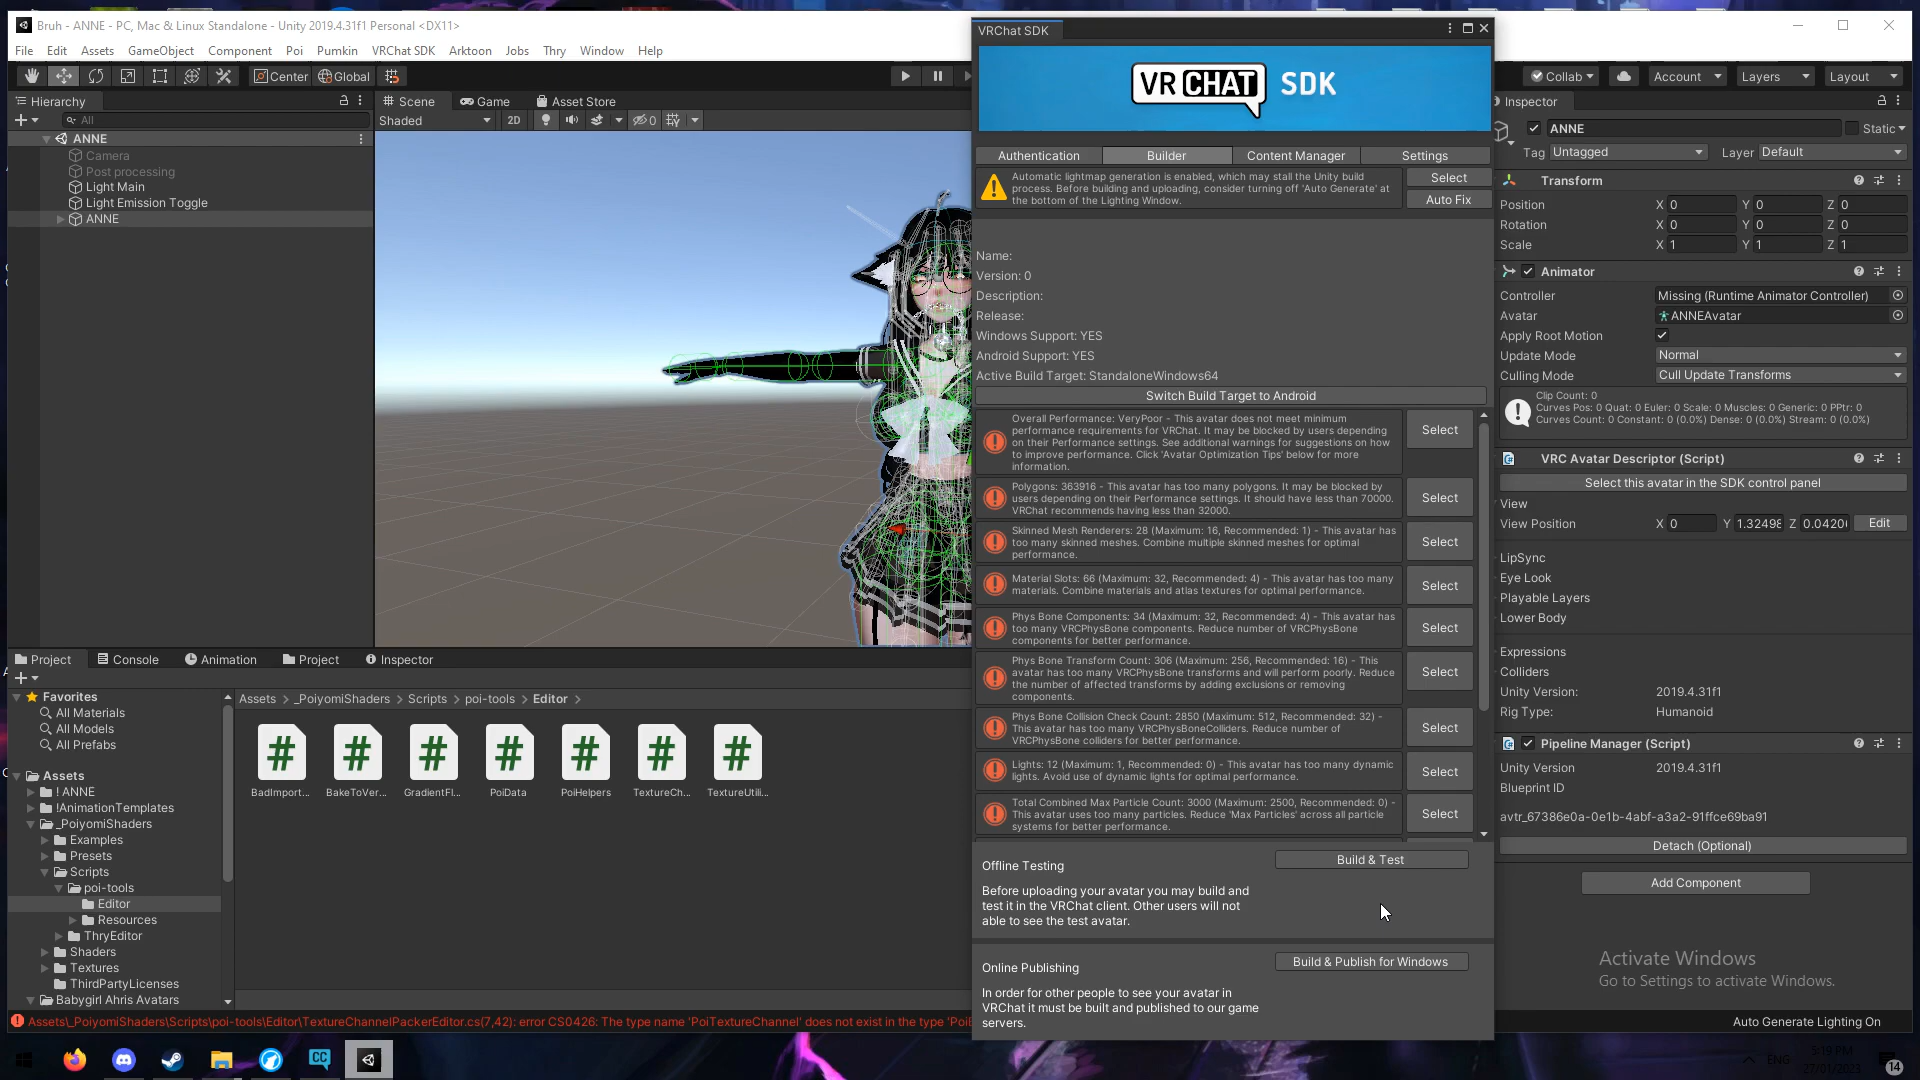 Bruh - ANNE - PC, Mac & Linux Standalone - Unity 2019.4.31f1 Personal <DX11>
File Edit Assets GameObject Component Poi Pumkin VRChat SDK Arktoon Jobs Thry Window Help
Center Global
Collab Account Layers Layout
Hierarchy
All
ANNE
Camera
Post processing
Light Main
Light Emission Toggle
ANNE
Scene Game Asset Store
Shaded 2D 0
VRChat SDK
VRCHAT SDK
Authentication Builder Content Manager Settings
Automatic lightmap generation is enabled, which may stall the Unity build
process. Before building and uploading, consider turning off 'Auto Generate' at
the bottom of the Lighting Window.
Select
Auto Fix
Name:
Version: 0
Description:
Release:
Windows Support: YES
Android Support: YES
Active Build Target: StandaloneWindows64
Switch Build Target to Android
Overall Performance: VeryPoor - This avatar does not meet minimum
performance requirements for VRChat. It may be blocked by users depending
on their Performance settings. See additional warnings for suggestions on how
to improve performance. Click 'Avatar Optimization Tips' below for more
information.
Select
Polygons: 363916 - This avatar has too many polygons. It may be blocked by
users depending on their Performance settings. It should have less than 70000.
VRChat recommends having less than 32000.
Select
Skinned Mesh Renderers: 28 (Maximum: 16, Recommended: 1) - This avatar has
too many skinned meshes. Combine multiple skinned meshes for optimal
performance.
Select
Material Slots: 66 (Maximum: 32, Recommended: 4) - This avatar has too many
materials. Combine materials and atlas textures for optimal performance.
Select
Phys Bone Components: 34 (Maximum: 32, Recommended: 4) - This avatar has
too many VRCPhysBone components. Reduce number of VRCPhysBone
components for better performance.
Select
Phys Bone Transform Count: 306 (Maximum: 256, Recommended: 16) - This
avatar has too many VRCPhysBone transforms and will perform poorly. Reduce
the number of affected transforms by adding exclusions or removing
components.
Select
Phys Bone Collision Check Count: 2850 (Maximum: 512, Recommended: 32) -
This avatar has too many VRCPhysBoneColliders. Reduce number of
VRCPhysBone colliders for better performance.
Select
Lights: 12 (Maximum: 1, Recommended: 0) - This avatar has too many dynamic
lights. Avoid use of dynamic lights for optimal performance.
Select
Total Combined Max Particle Count: 3000 (Maximum: 2500, Recommended: 0) -
This avatar uses too many particles. Reduce 'Max Particles' across all particle
systems for better performance.
Select
Offline Testing
Build & Test
Before uploading your avatar you may build and
test it in the VRChat client. Other users will not
able to see the test avatar.
Online Publishing
Build & Publish for Windows
In order for other people to see your avatar in
VRChat it must be built and published to our game
servers.
Inspector
ANNE Static
Tag Untagged Layer Default
Transform
Position X 0 Y 0 Z 0
Rotation X 0 Y 0 Z 0
Scale X 1 Y 1 Z 1
Animator
Controller Missing (Runtime Animator Controller)
Avatar ANNEAvatar
Apply Root Motion
Update Mode Normal
Culling Mode Cull Update Transforms
Clip Count: 0
Curves Pos: 0 Quat: 0 Euler: 0 Scale: 0 Muscles: 0 Generic: 0 PPtr: 0
Curves Count: 0 Constant: 0 (0.0%) Dense: 0 (0.0%) Stream: 0 (0.0%)
VRC Avatar Descriptor (Script)
Select this avatar in the SDK control panel
View
View Position X 0 Y 1.32498 Z 0.0420 Edit
LipSync
Eye Look
Playable Layers
Lower Body
Expressions
Colliders
Unity Version: 2019.4.31f1
Rig Type: Humanoid
Pipeline Manager (Script)
Unity Version 2019.4.31f1
Blueprint ID
avtr_67386e0a-0e1b-4abf-a3a2-91ffce69ba91
Detach (Optional)
Add Component
Activate Windows
Go to Settings to activate Windows.
Auto Generate Lighting On
Project Console Animation Project Inspector
Favorites
All Materials
All Models
All Prefabs
Assets
! ANNE
!AnimationTemplates
_PoiyomiShaders
Examples
Presets
Scripts
poi-tools
Editor
Resources
ThryEditor
Shaders
Textures
ThirdPartyLicenses
Babygirl Ahris Avatars
Assets > _PoiyomiShaders > Scripts > poi-tools > Editor >
# # # # # # #
BadImport... BakeToVer... GradientFl... PoiData PoiHelpers TextureCh... TextureUtili...
Assets\_PoiyomiShaders\Scripts\poi-tools\Editor\TextureChannelPackerEditor.cs(7,42): error CS0426: The type name 'PoiTextureChannel' does not exist in the type
CC
ENG
3:19 PM
14